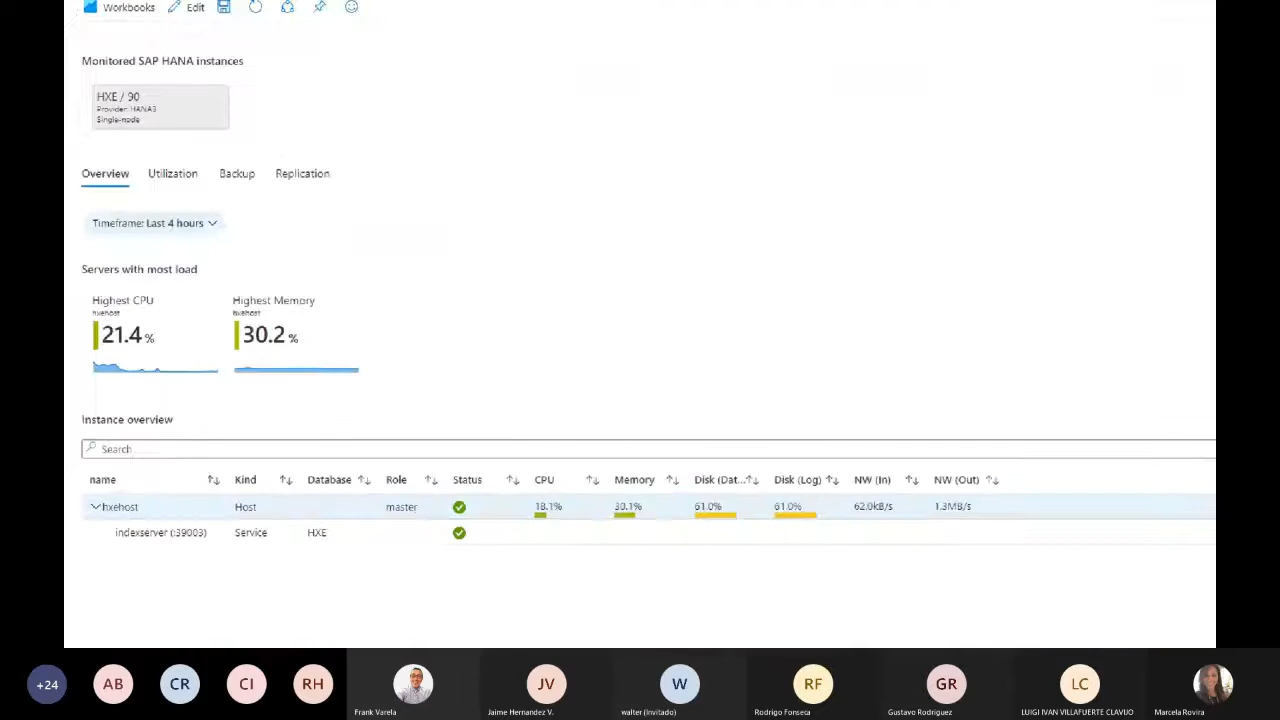 Workbooks Edit
Monitored SAP HANA instances
HXE / 90
Provider: HANA3
Single-node
Overview Utilization Backup Replication
Timeframe: Last 4 hours
Servers with most load
Highest CPU Highest Memory
hxehost hxehost
21.4 % 30.2 %
Instance overview
Search
name Kind Database Role Status CPU Memory Disk (Dat... Disk (Log) NW (In) NW (Out)
hxehost Host master 18.1% 30.1% 61.0% 61.0% 62.0kB/s 1.3MB/s
indexserver (:39003) Service HXE
+24 AB CR CI RH JV W RF GR LC
Frank Varela Jaime Hernandez V. walter (Invitado) Rodrigo Fonseca Gustavo Rodriguez LUIGI IVAN VILLAFUERTE CLAVIJO Marcela Rovira